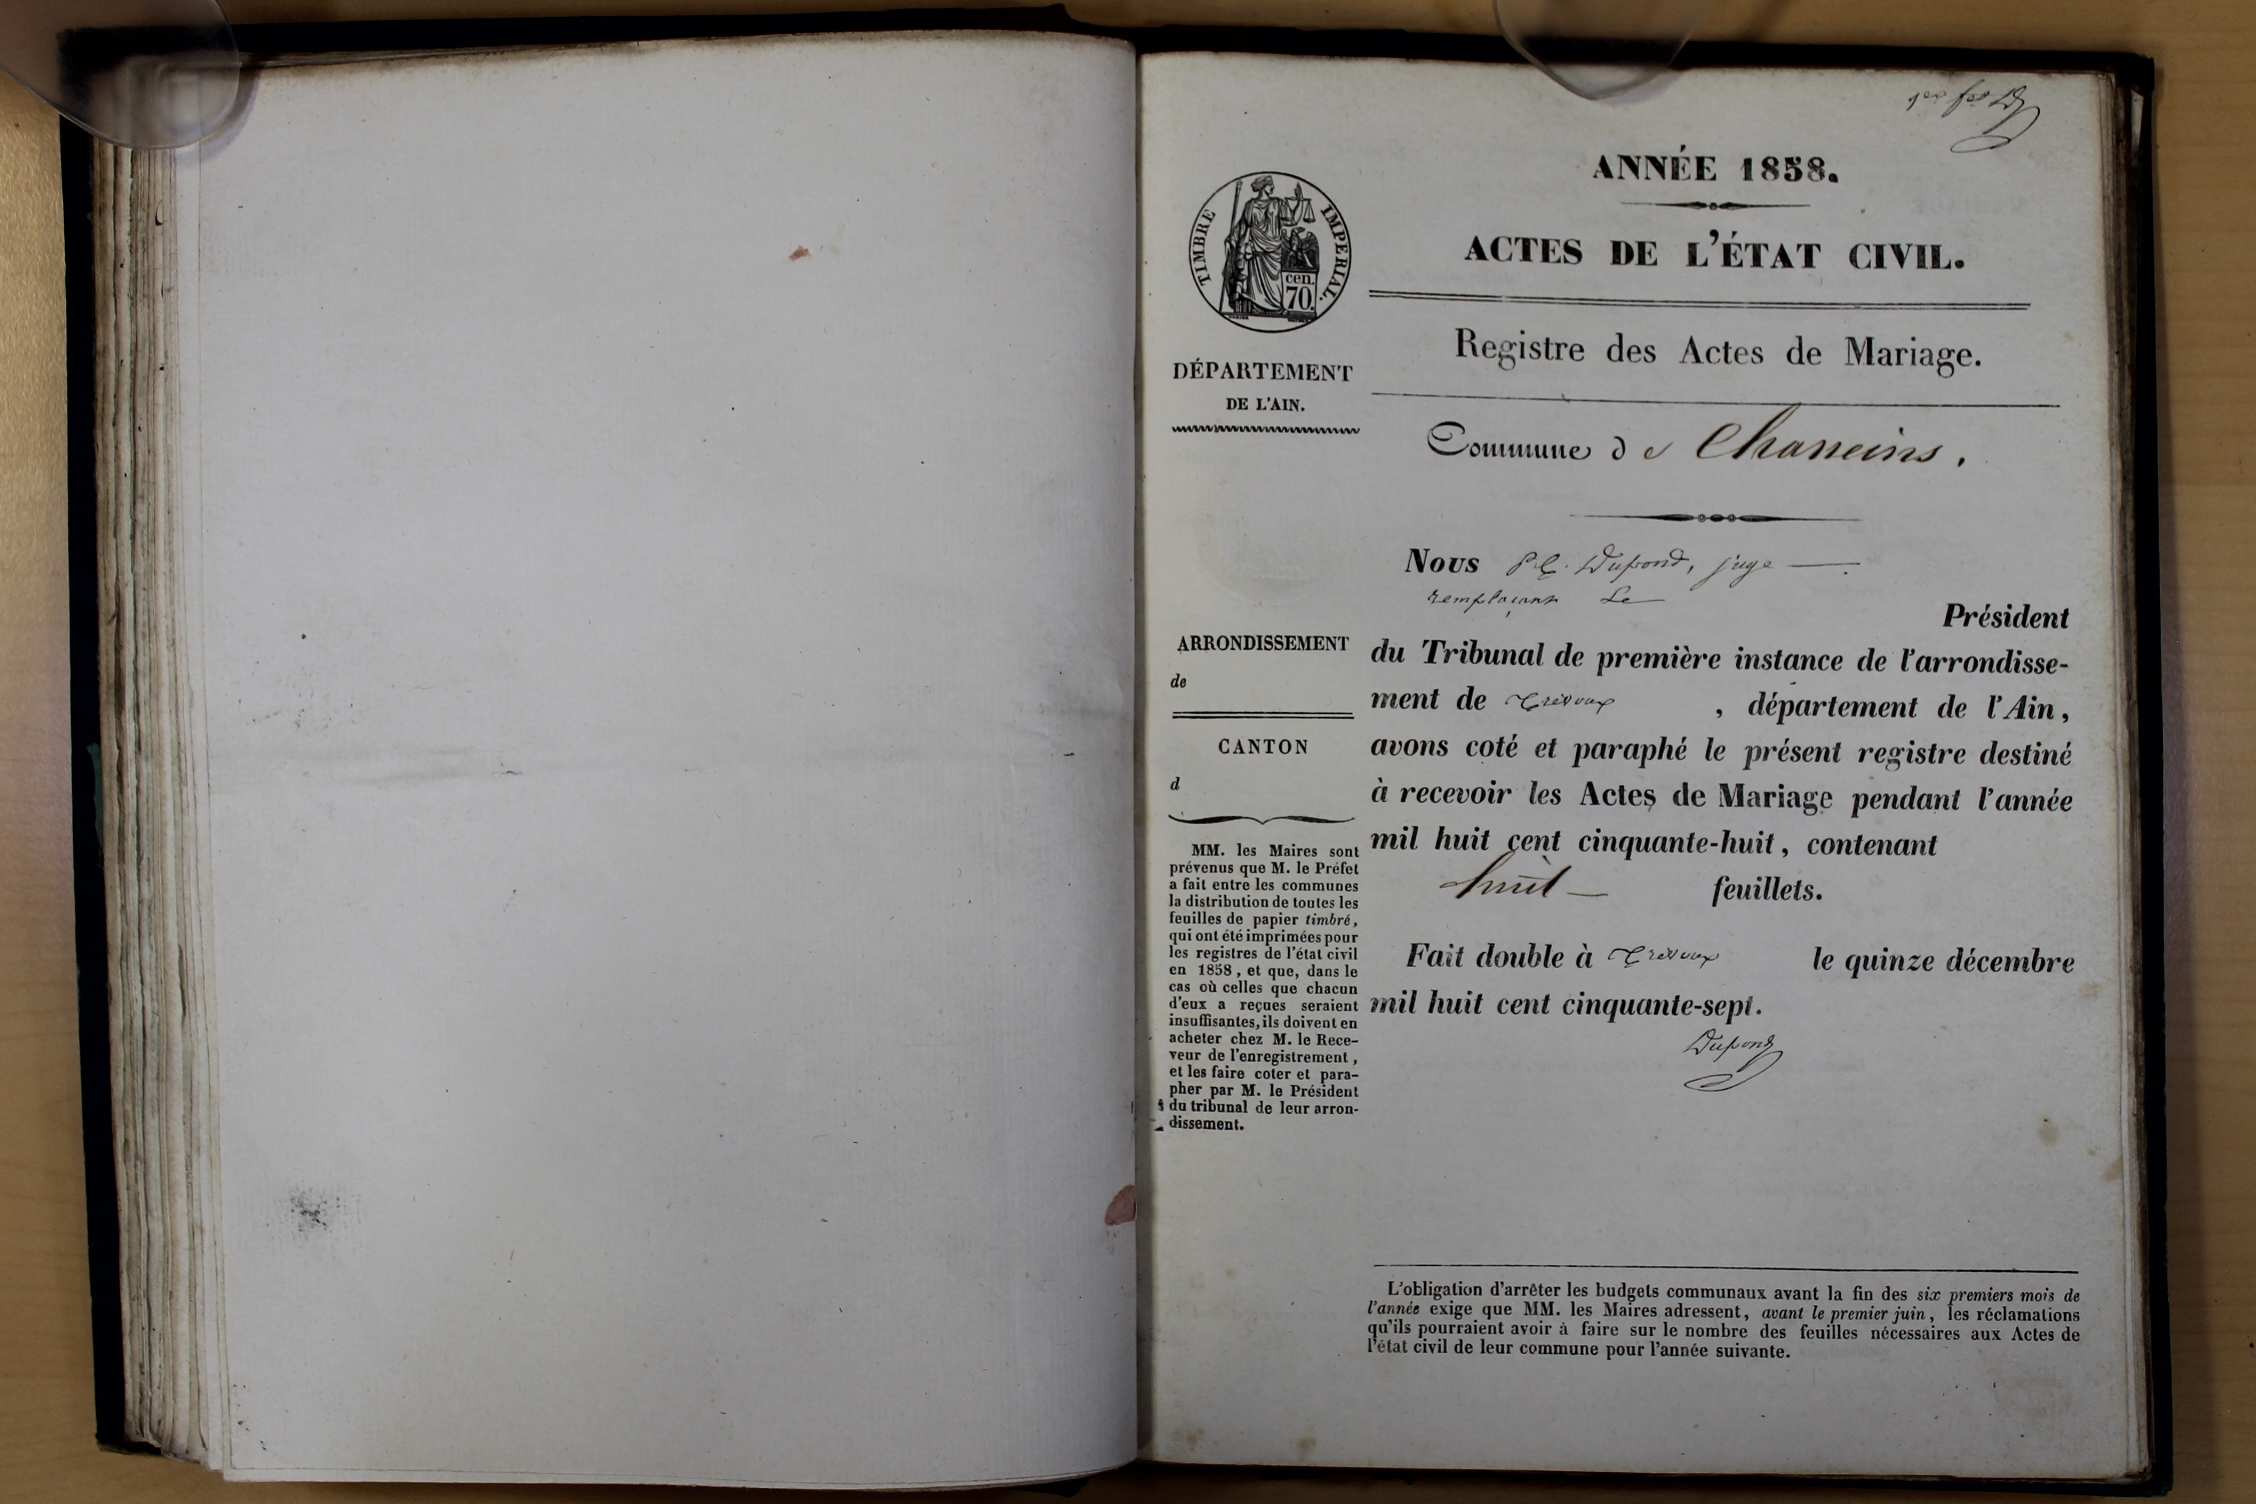 1er fet D
ANNÉE 1858.
ACTES DE L'ÉTAT CIVIL.
Registre des Actes de Mariage.
Commune de Chaneins.
TIMBRE IMPERIAL.
cen.
70.
DÉPARTEMENT
DE L'AIN.
ARRONDISSEMENT
de
CANTON
d
MM. les Maires sont
prévenus que M. le Préfet
a fait entre les communes
la distribution de toutes les
feuilles de papier timbré,
qui ont été imprimées pour
les registres de l'état civil
en 1858, et que, dans le
cas où celles que chacun
d'eux a reçues seraient
insuffisantes, ils doivent en
acheter chez M. le Rece-
veur de l'enregistrement,
et les faire coter et para-
pher par M. le Président
du tribunal de leur arron-
dissement.
Nous Dupond, juge
remplaçant Le
Président
du Tribunal de première instance de l'arrondisse-
ment de Trévoux, département de l'Ain,
avons coté et paraphé le présent registre destiné
à recevoir les Actes de Mariage pendant l'année
mil huit cent cinquante-huit, contenant
huit feuillets.
Fait double à Trévoux le quinze décembre
mil huit cent cinquante-sept.
Dupond
L'obligation d'arrêter les budgets communaux avant la fin des six premiers mois de
l'année exige que MM. les Maires adressent, avant le premier juin, les réclamations
qu'ils pourraient avoir à faire sur le nombre des feuilles nécessaires aux Actes de
l'état civil de leur commune pour l'année suivante.